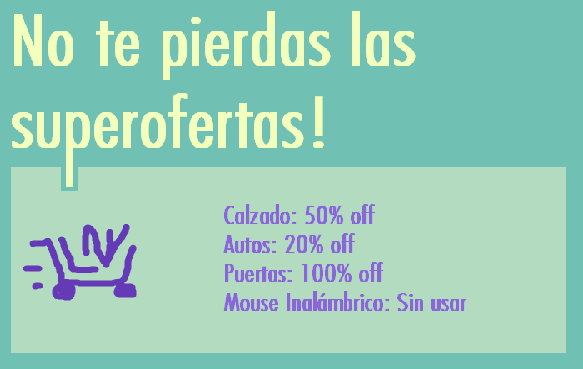 No te pierdas las
superofertas!
Calzado: 50% off
Autos: 20% off
Puertas: 100% off
Mouse Inalámbrico: Sin usar